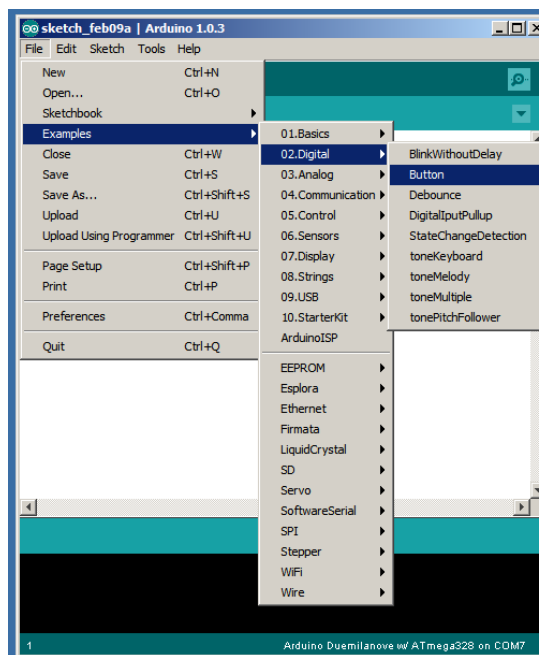 sketch_feb09a | Arduino 1.0.3
File Edit Sketch Tools Help
New Ctrl+N
Open... Ctrl+O
Sketchbook
Examples
Close Ctrl+W
Save Ctrl+S
Save As... Ctrl+Shift+S
Upload Ctrl+U
Upload Using Programmer Ctrl+Shift+U
Page Setup Ctrl+Shift+P
Print Ctrl+P
Preferences Ctrl+Comma
Quit Ctrl+Q
01.Basics
02.Digital
03.Analog
04.Communication
05.Control
06.Sensors
07.Display
08.Strings
09.USB
10.StarterKit
ArduinoISP
EEPROM
Esplora
Ethernet
Firmata
LiquidCrystal
SD
Servo
SoftwareSerial
SPI
Stepper
WiFi
Wire
BlinkWithoutDelay
Button
Debounce
DigitalIputPullup
StateChangeDetection
toneKeyboard
toneMelody
toneMultiple
tonePitchFollower
1 Arduino Duemilanove w/ ATmega328 on COM7